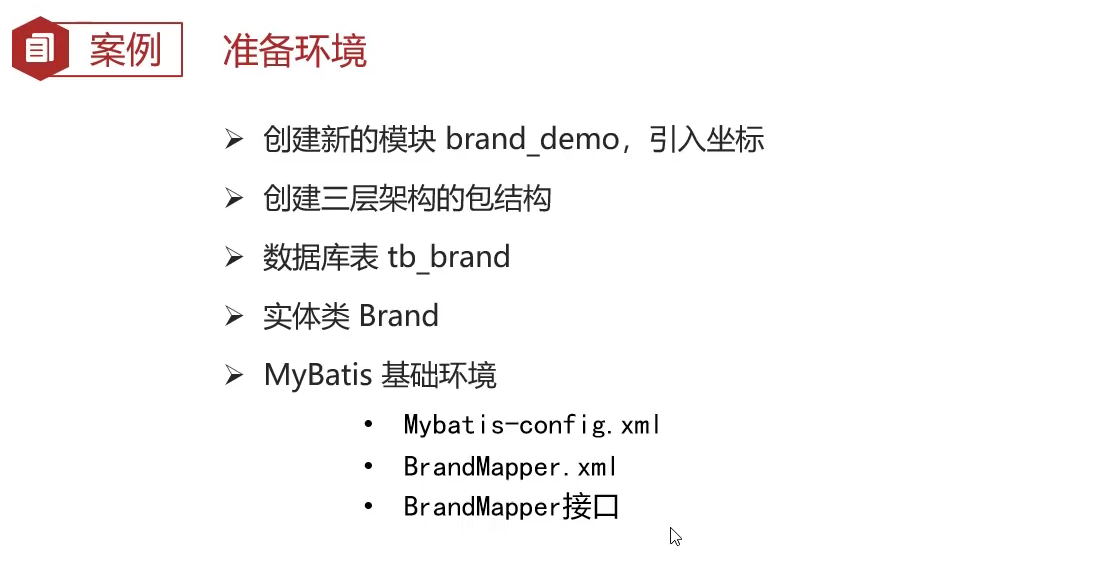 案例
准备环境
创建新的模块 brand_demo，引入坐标
创建三层架构的包结构
数据库表 tb_brand
实体类 Brand
MyBatis 基础环境
Mybatis-config.xml
BrandMapper.xml
BrandMapper接口